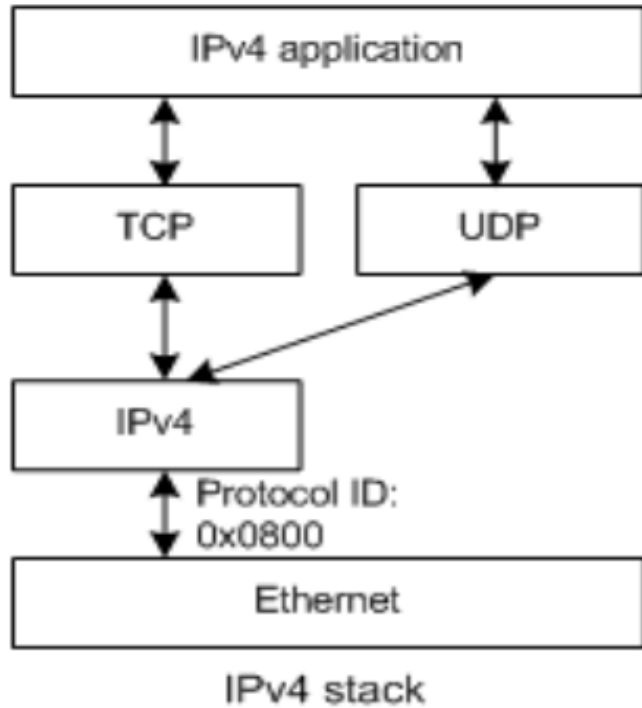 IPv4 application
TCP
UDP
IPv4
Protocol ID:
0x0800
Ethernet
IPv4 stack